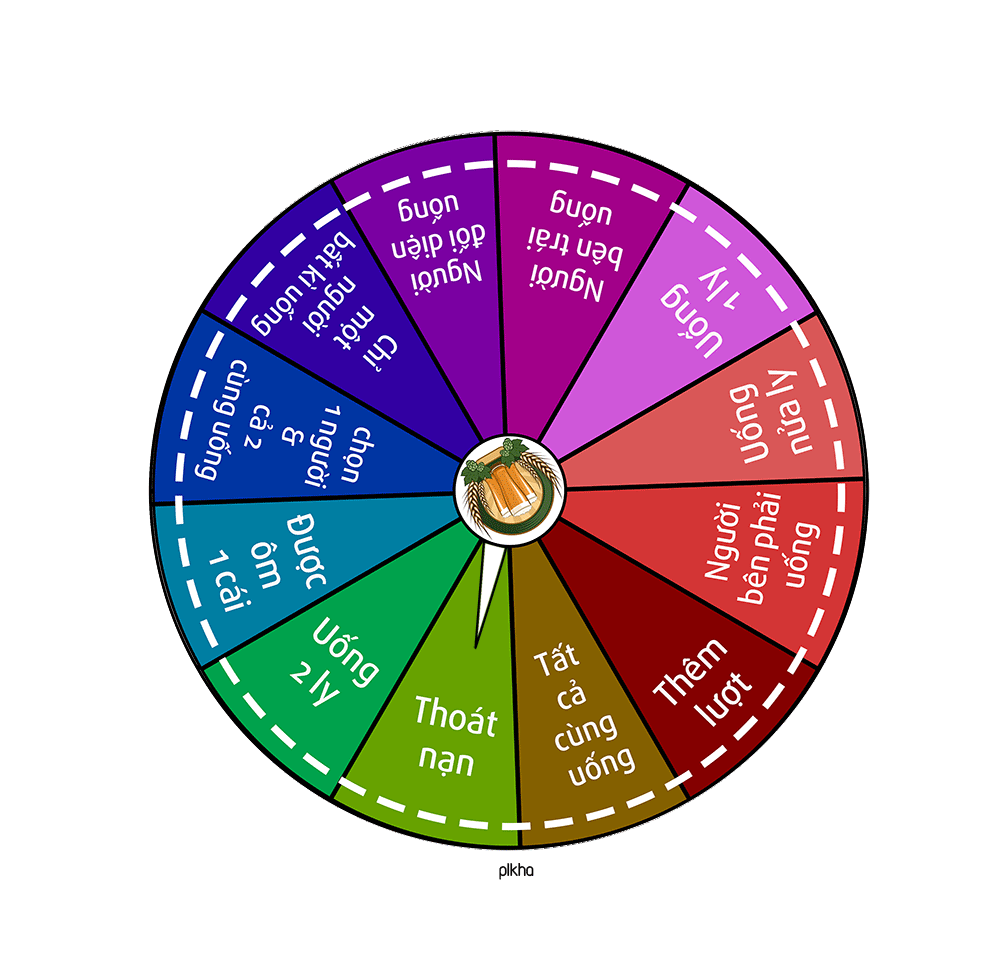 Người
bên trái
uống
Uống
1 ly
Uống
nửa ly
Người
bên phải
uống
Thêm
lượt
Tất
cả
cùng
uống
Thoát
nạn
Uống
2 ly
Được
ôm
1 cái
chọn
1 người
&
cả 2
cùng uống
Chỉ
một
người
bất kì uống
Người
đối diện
uống
plkha